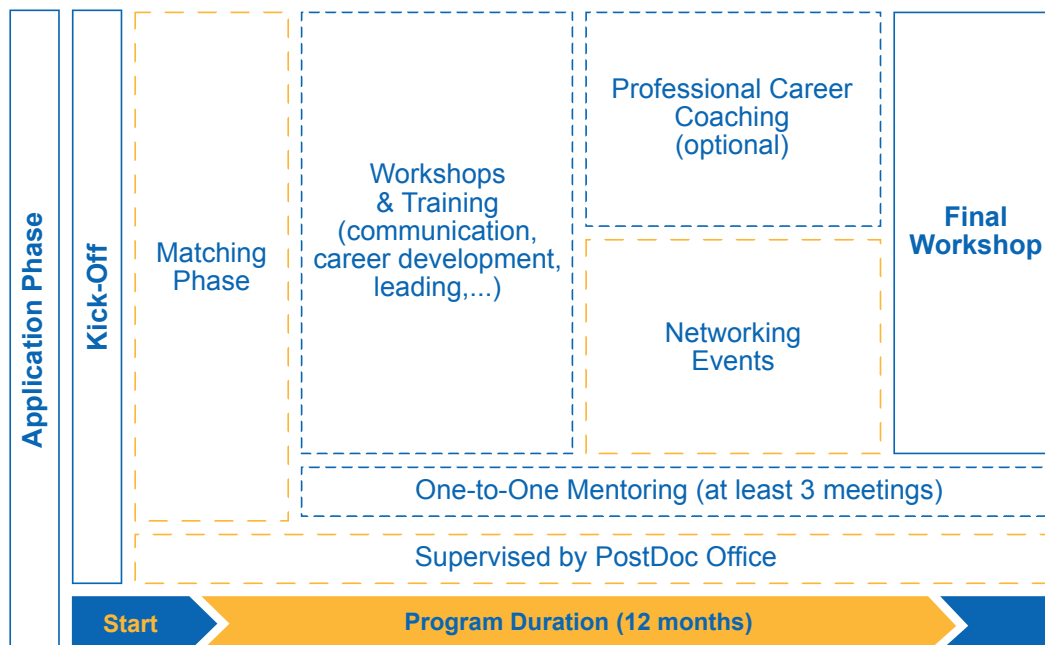 Application Phase
Kick-Off
Matching
Phase
Workshops
& Training
(communication,
career development,
leading,...)
Professional Career
Coaching
(optional)
Networking
Events
Final
Workshop
One-to-One Mentoring (at least 3 meetings)
Supervised by PostDoc Office
Start
Program Duration (12 months)